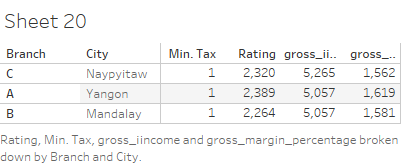 Sheet 20
Branch City Min. Tax Rating gross_ii.. gross_..
C Naypyitaw 1 2,320 5,265 1,562
A Yangon 1 2,389 5,057 1,619
B Mandalay 1 2,264 5,057 1,581
Rating, Min. Tax, gross_iincome and gross_margin_percentage broken
down by Branch and City.